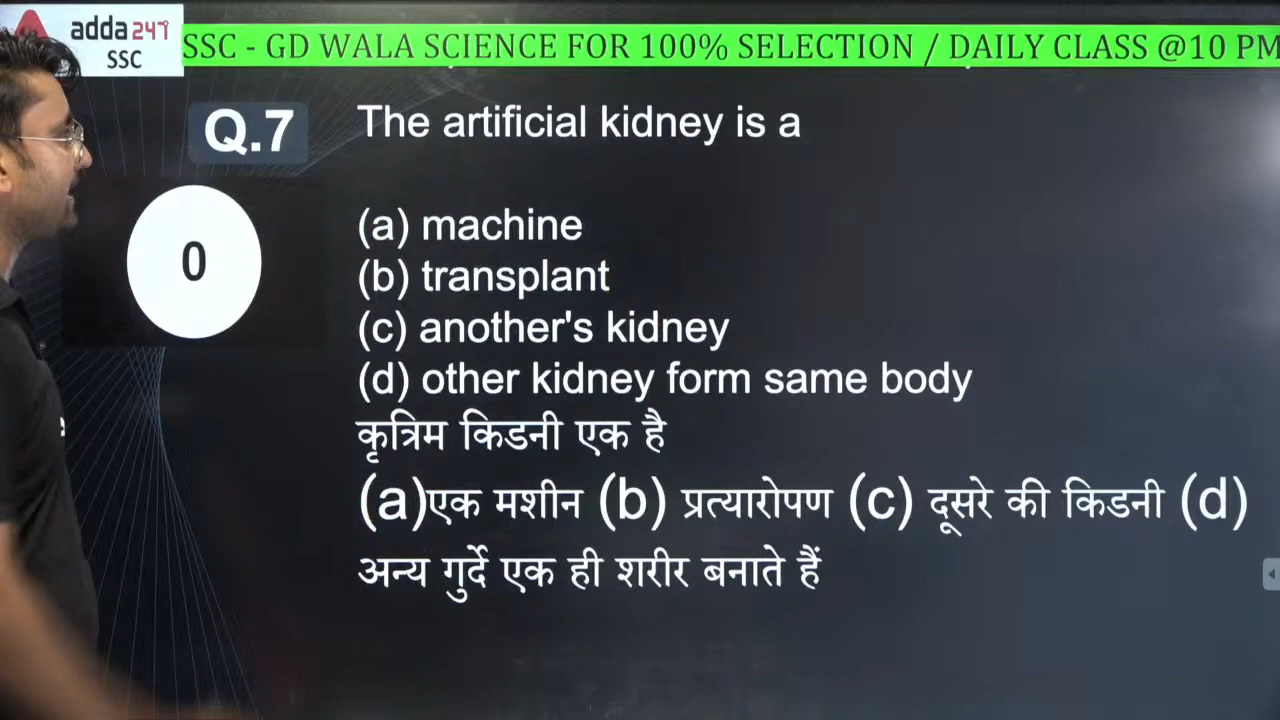 adda247
SSC
SSC - GD WALA SCIENCE FOR 100% SELECTION / DAILY CLASS @10 PM
Q.7
The artificial kidney is a
0
(a) machine
(b) transplant
(c) another's kidney
(d) other kidney form same body
कृत्रिम किडनी एक है
(a)एक मशीन (b) प्रत्यारोपण (c) दूसरे की किडनी (d)
अन्य गुर्दे एक ही शरीर बनाते हैं